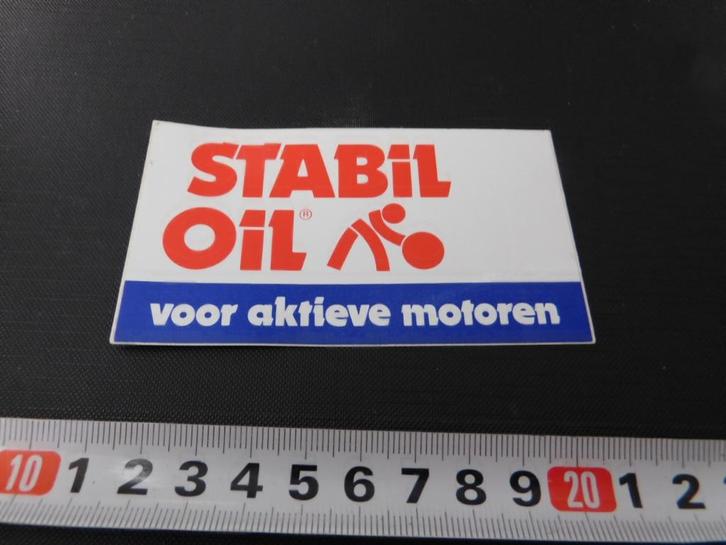 STABiL
OiL®
voor aktieve motoren
10 1 2 3 4 5 6 7 8 9 20 1 2